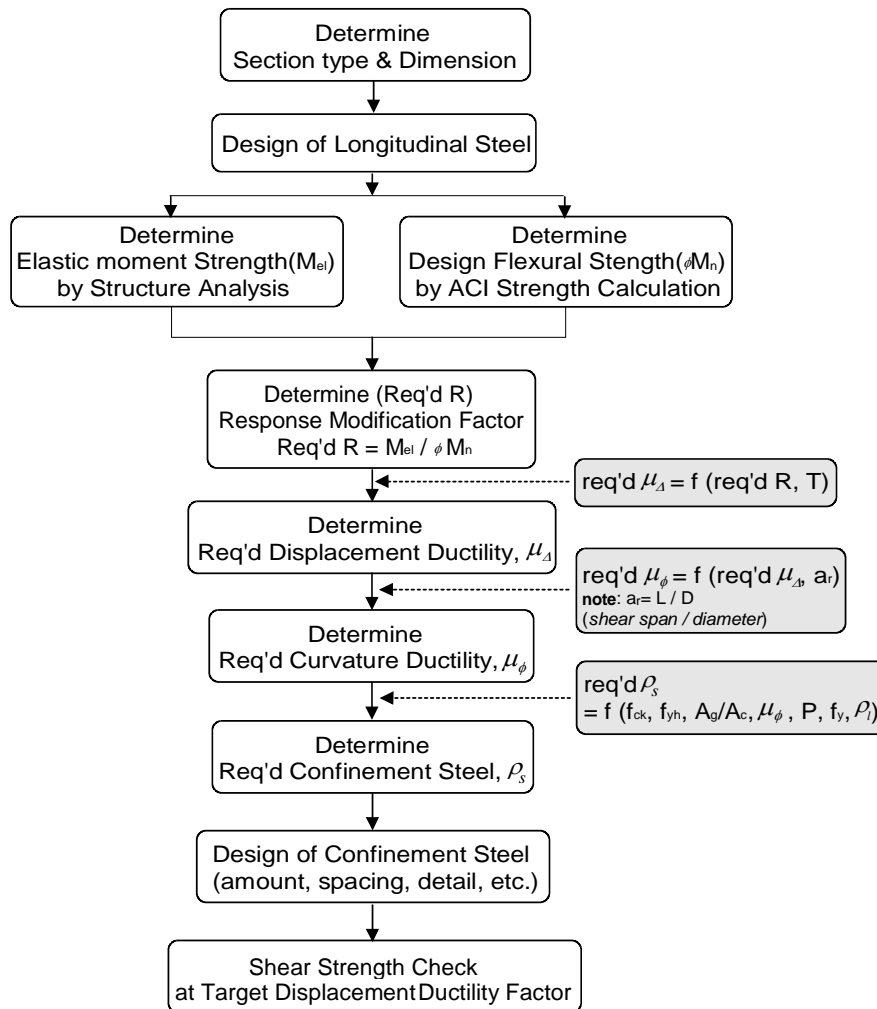 Determine
Section type & Dimension
Design of Longitudinal Steel
Determine
Elastic moment Strength(Mel)
by Structure Analysis
Determine
Design Flexural Stength(ϕMn)
by ACI Strength Calculation
Determine (Req'd R)
Response Modification Factor
Req'd R = Mel / ϕ Mn
req'd μΔ = f (req'd R, T)
Determine
Req'd Displacement Ductility, μΔ
req'd μϕ = f (req'd μΔ, ar)
note: ar= L / D
(shear span / diameter)
Determine
Req'd Curvature Ductility, μϕ
req'd ρs
= f (fck, fyh, Ag/Ac, μϕ , P, fy, ρl)
Determine
Req'd Confinement Steel, ρs
Design of Confinement Steel
(amount, spacing, detail, etc.)
Shear Strength Check
at Target Displacement Ductility Factor